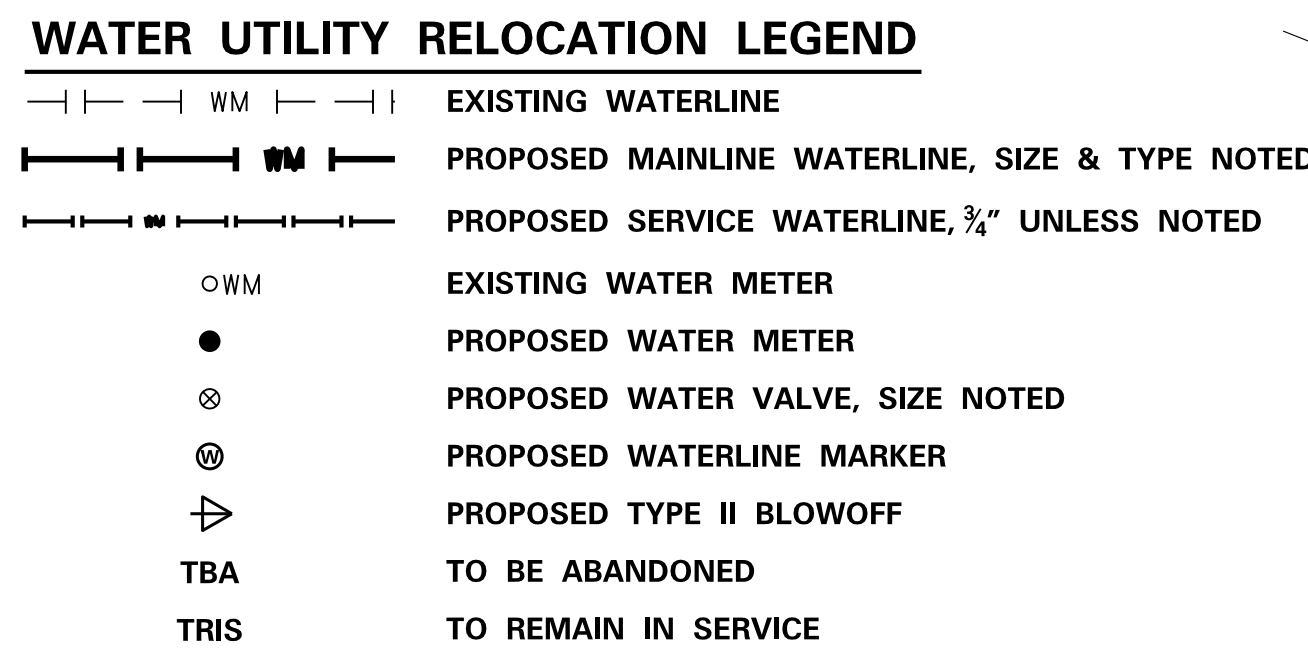 WATER UTILITY RELOCATION LEGEND
WM EXISTING WATERLINE
WM PROPOSED MAINLINE WATERLINE, SIZE & TYPE NOTED
WM PROPOSED SERVICE WATERLINE, ¾" UNLESS NOTED
WM EXISTING WATER METER
PROPOSED WATER METER
PROPOSED WATER VALVE, SIZE NOTED
W PROPOSED WATERLINE MARKER
PROPOSED TYPE II BLOWOFF
TBA TO BE ABANDONED
TRIS TO REMAIN IN SERVICE